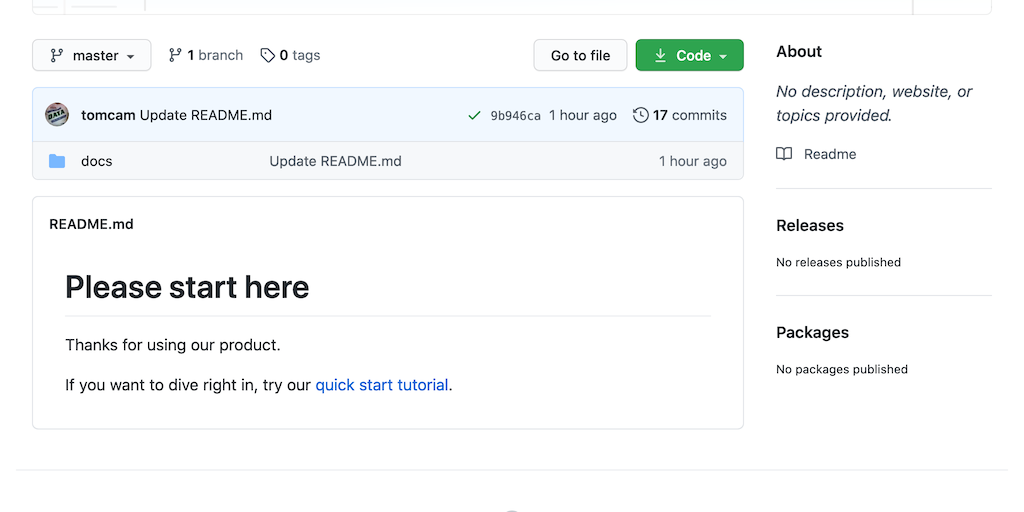 master 1 branch 0 tags Go to file Code
tomcam Update README.md 9b946ca 1 hour ago 17 commits
docs Update README.md 1 hour ago
README.md
Please start here
Thanks for using our product.
If you want to dive right in, try our quick start tutorial.
About
No description, website, or
topics provided.
Readme
Releases
No releases published
Packages
No packages published